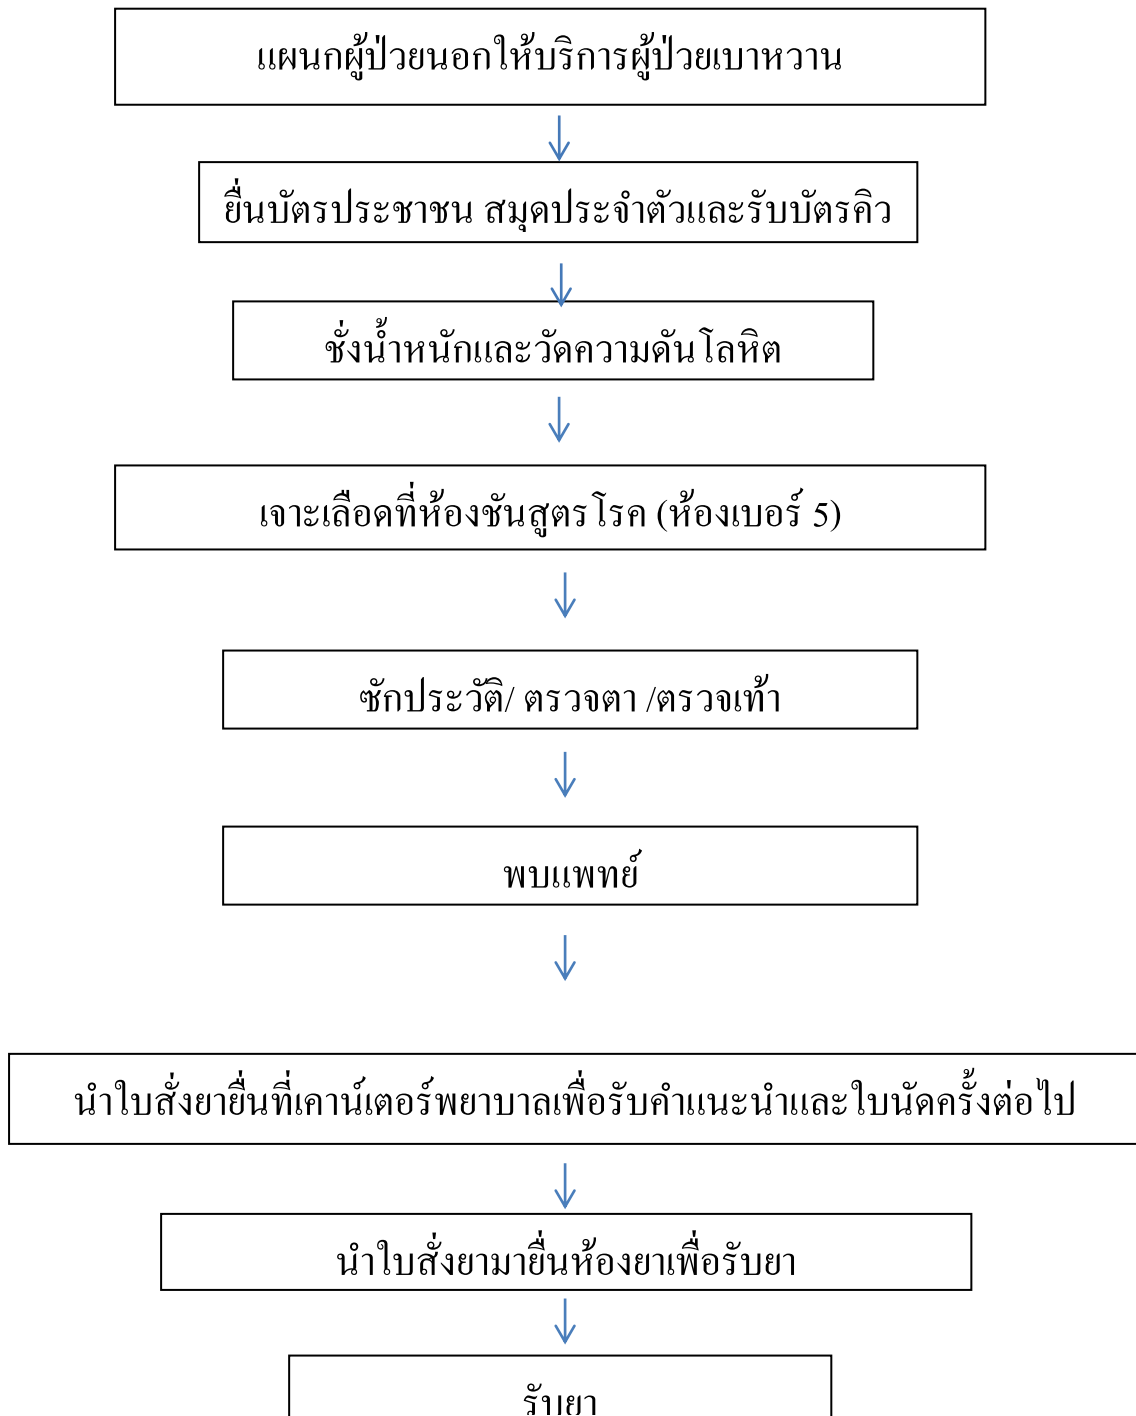 แผนกผู้ป่วยนอกให้บริการผู้ป่วยเบาหวาน
ยื่นบัตรประชาชน สมุดประจำตัวและรับบัตรคิว
ชั่งน้ำหนักและวัดความดันโลหิต
เจาะเลือดที่ห้องชันสูตรโรค (ห้องเบอร์ 5)
ซักประวัติ/ ตรวจตา /ตรวจเท้า
พบแพทย์
นำใบสั่งยายื่นที่เคาน์เตอร์พยาบาลเพื่อรับคำแนะนำและใบนัดครั้งต่อไป
นำใบสั่งยามายื่นห้องยาเพื่อรับยา
รับยา